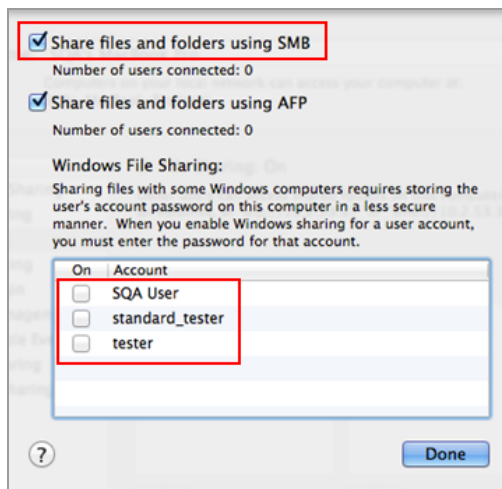 Share files and folders using SMB
Number of users connected: 0
Share files and folders using AFP
Number of users connected: 0
Windows File Sharing:
Sharing files with some Windows computers requires storing the
user's account password on this computer in a less secure
manner. When you enable Windows sharing for a user account,
you must enter the password for that account.
On Account
SQA User
standard_tester
tester
? Done